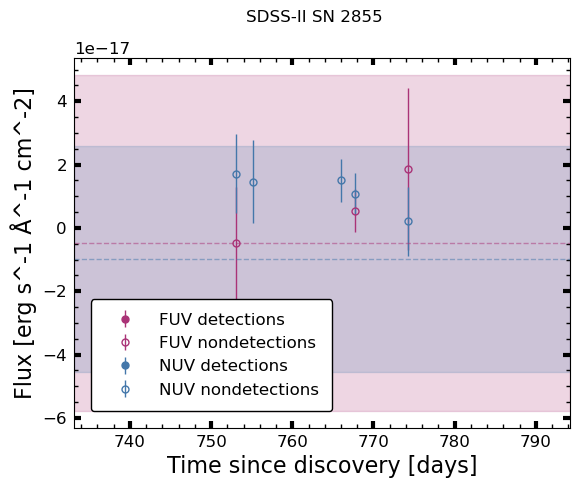 SDSS-II SN 2855
1e−17
4
2
0
−2
−4
−6
Flux [erg s^-1 Å^-1 cm^-2]
FUV detections
FUV nondetections
NUV detections
NUV nondetections
740 750 760 770 780 790
Time since discovery [days]